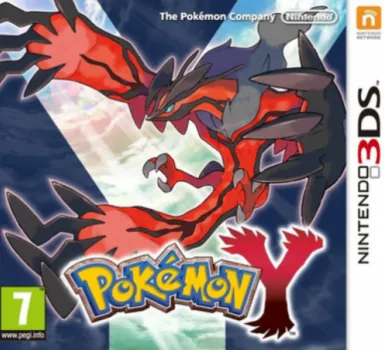 The Pokémon Company Nintendo
NINTENDO
NETWORK
NINTENDO 3DS
POKéMON Y
7
www.pegi.info